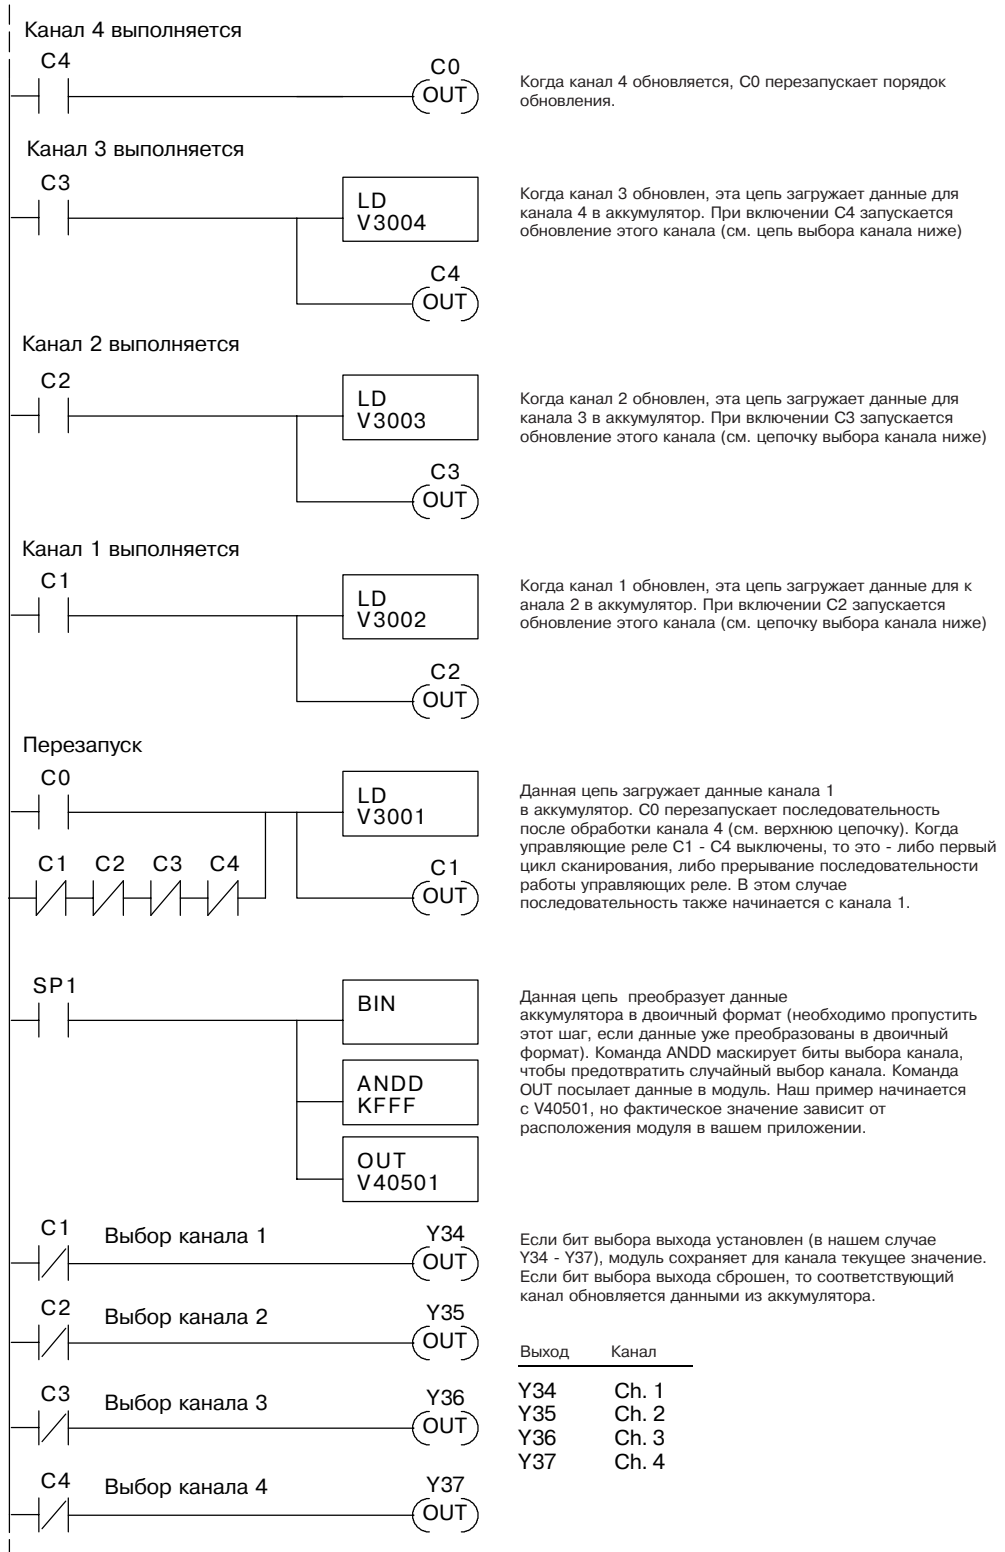 Канал 4 выполняется
C4
C0
OUT
Когда канал 4 обновляется, C0 перезапускает порядок
обновления.
Канал 3 выполняется
C3
LD
V3004
C4
OUT
Когда канал 3 обновлен, эта цепь загружает данные для
канала 4 в аккумулятор. При включении C4 запускается
обновление этого канала (см. цепь выбора канала ниже)
Канал 2 выполняется
C2
LD
V3003
C3
OUT
Когда канал 2 обновлен, эта цепь загружает данные для
канала 3 в аккумулятор. При включении C3 запускается
обновление этого канала (см. цепочку выбора канала ниже)
Канал 1 выполняется
C1
LD
V3002
C2
OUT
Когда канал 1 обновлен, эта цепь загружает данные для к
анала 2 в аккумулятор. При включении C2 запускается
обновление этого канала (см. цепочку выбора канала ниже)
Перезапуск
C0
LD
V3001
C1 C2 C3 C4
C1
OUT
Данная цепь загружает данные канала 1
в аккумулятор. C0 перезапускает последовательность
после обработки канала 4 (см. верхнюю цепочку). Когда
управляющие реле C1 - C4 выключены, то это - либо первый
цикл сканирования, либо прерывание последовательности
работы управляющих реле. В этом случае
последовательность также начинается с канала 1.
SP1
BIN
ANDD
KFFF
OUT
V40501
Данная цепь преобразует данные
аккумулятора в двоичный формат (необходимо пропустить
этот шаг, если данные уже преобразованы в двоичный
формат). Команда ANDD маскирует биты выбора канала,
чтобы предотвратить случайный выбор канала. Команда
OUT посылает данные в модуль. Наш пример начинается
с V40501, но фактическое значение зависит от
расположения модуля в вашем приложении.
C1
Выбор канала 1
Y34
OUT
C2
Выбор канала 2
Y35
OUT
C3
Выбор канала 3
Y36
OUT
C4
Выбор канала 4
Y37
OUT
Если бит выбора выхода установлен (в нашем случае
Y34 - Y37), модуль сохраняет для канала текущее значение.
Если бит выбора выхода сброшен, то соответствующий
канал обновляется данными из аккумулятора.
Выход Канал
Y34 Ch. 1
Y35 Ch. 2
Y36 Ch. 3
Y37 Ch. 4